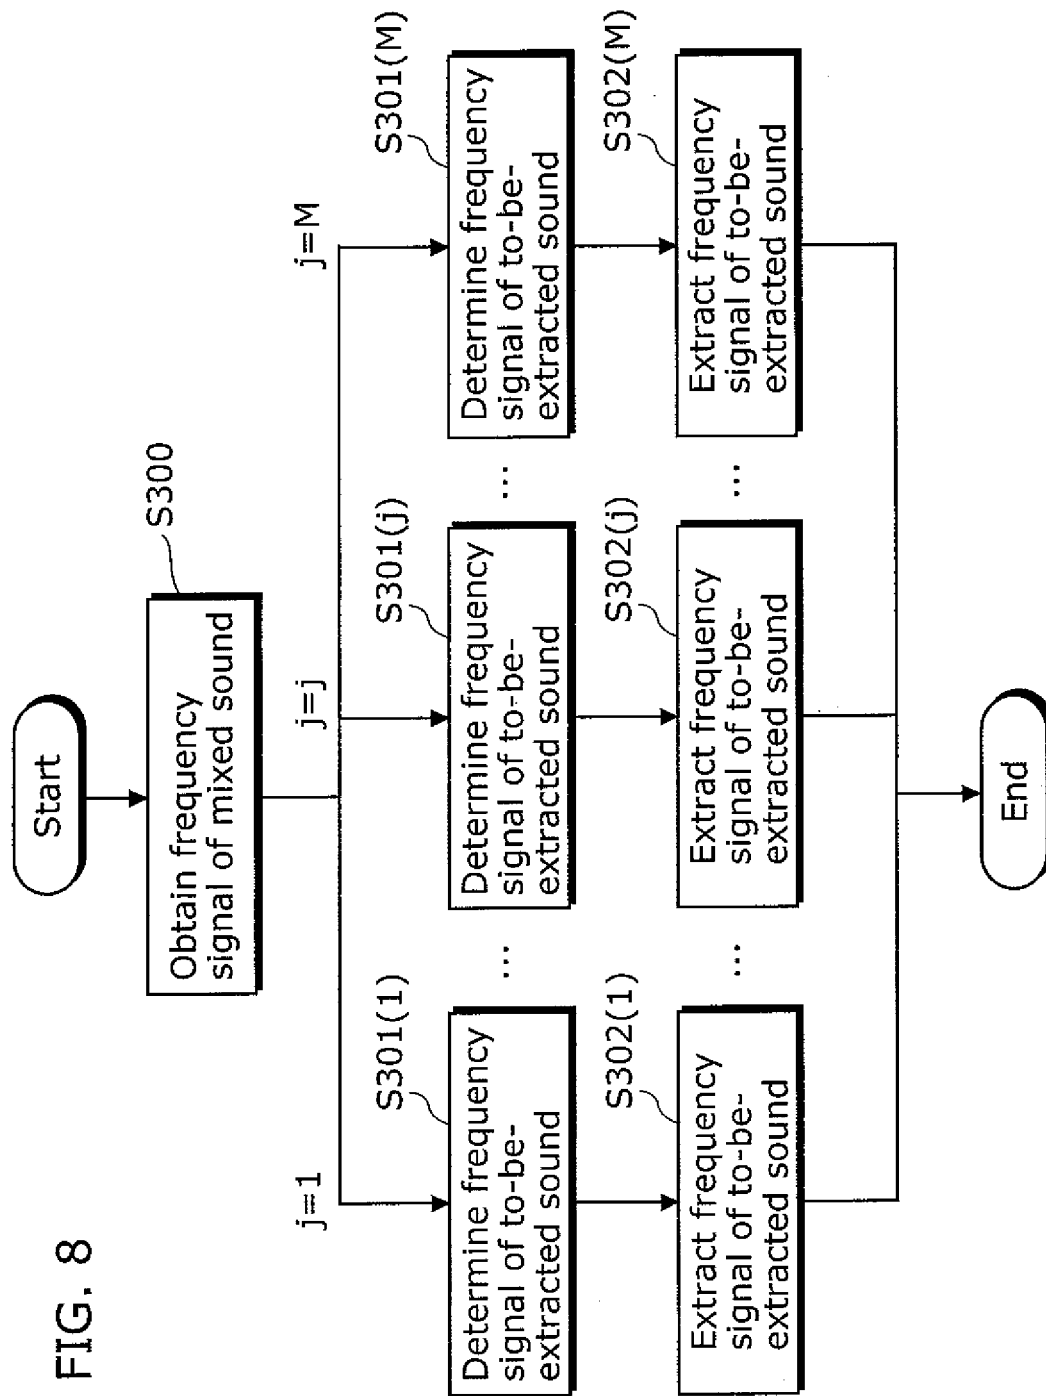 FIG. 8
Start
S300
Obtain frequency
signal of mixed sound
j=1
j=j
j=M
S301(1)
Determine frequency
signal of to-be-
extracted sound
...
S301(j)
Determine frequency
signal of to-be-
extracted sound
...
S301(M)
Determine frequency
signal of to-be-
extracted sound
S302(1)
Extract frequency
signal of to-be-
extracted sound
...
S302(j)
Extract frequency
signal of to-be-
extracted sound
...
S302(M)
Extract frequency
signal of to-be-
extracted sound
End